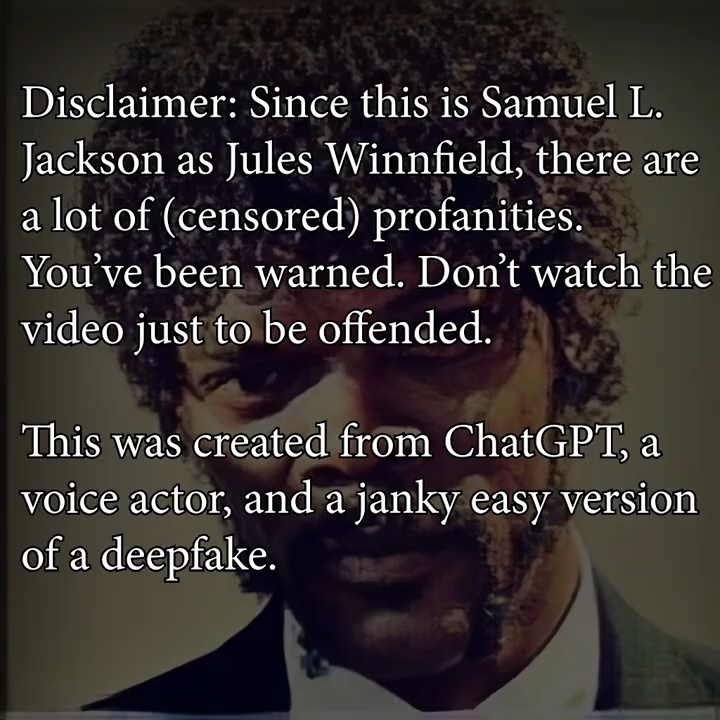 Disclaimer: Since this is Samuel L.
Jackson as Jules Winnfield, there are
a lot of (censored) profanities.
You’ve been warned. Don’t watch the
video just to be offended.
This was created from ChatGPT, a
voice actor, and a janky easy version
of a deepfake.